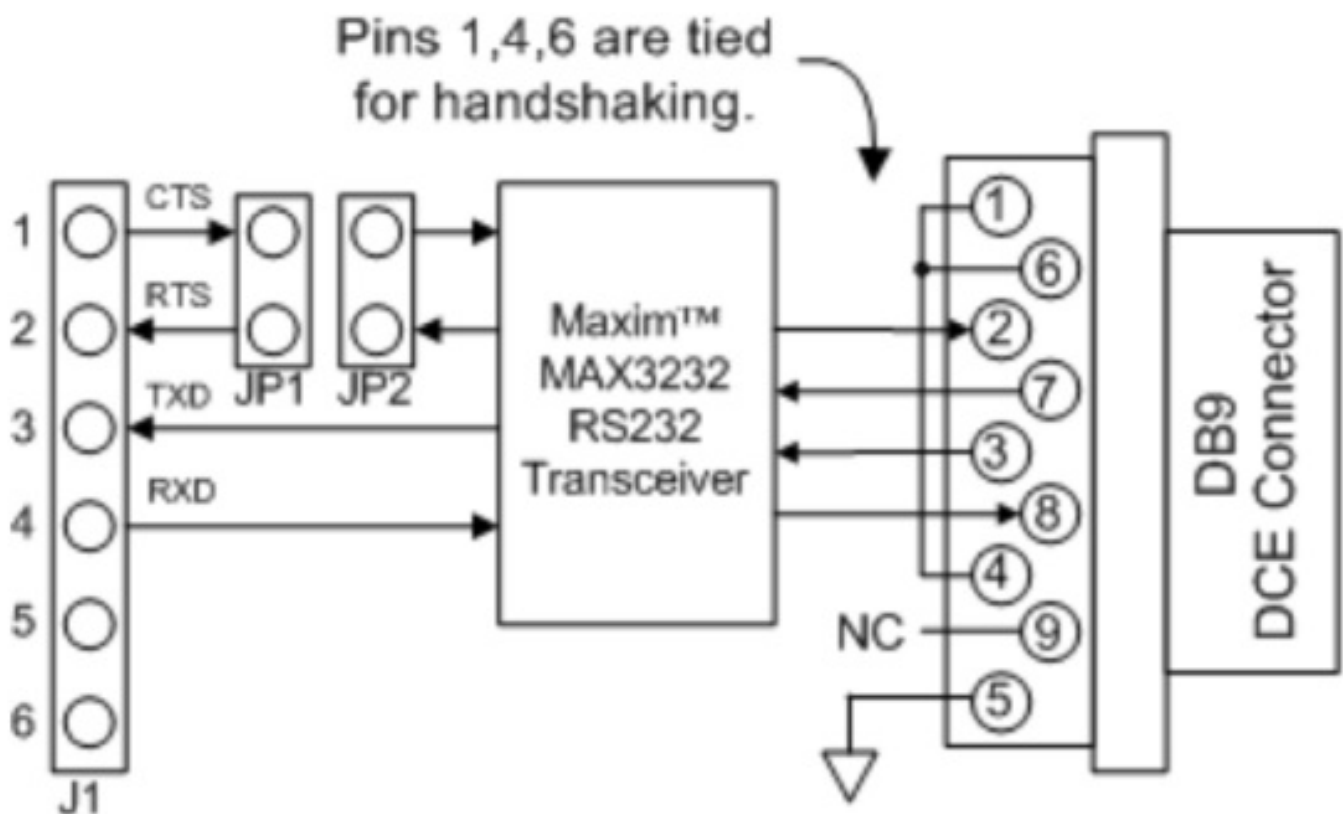 Pins 1,4,6 are tied
for handshaking.
1
2
3
4
5
6
J1
CTS
RTS
TXD
RXD
JP1
JP2
Maxim™
MAX3232
RS232
Transceiver
1
6
2
7
3
8
4
9
5
NC
DB9
DCE Connector